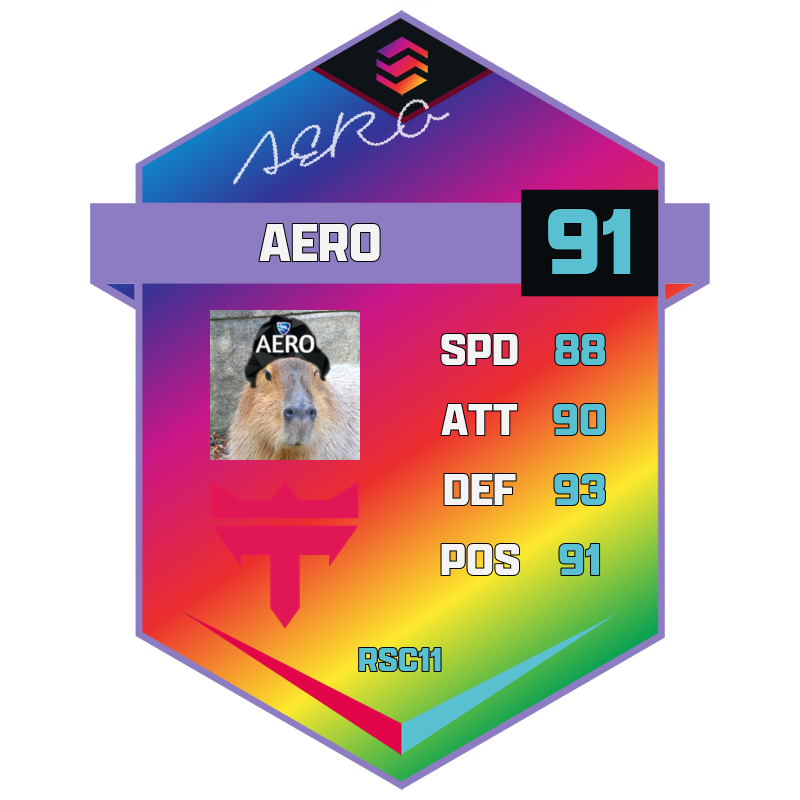 AERO
AERO 91
AERO
SPD 88
ATT 90
DEF 93
POS 91
RSC11